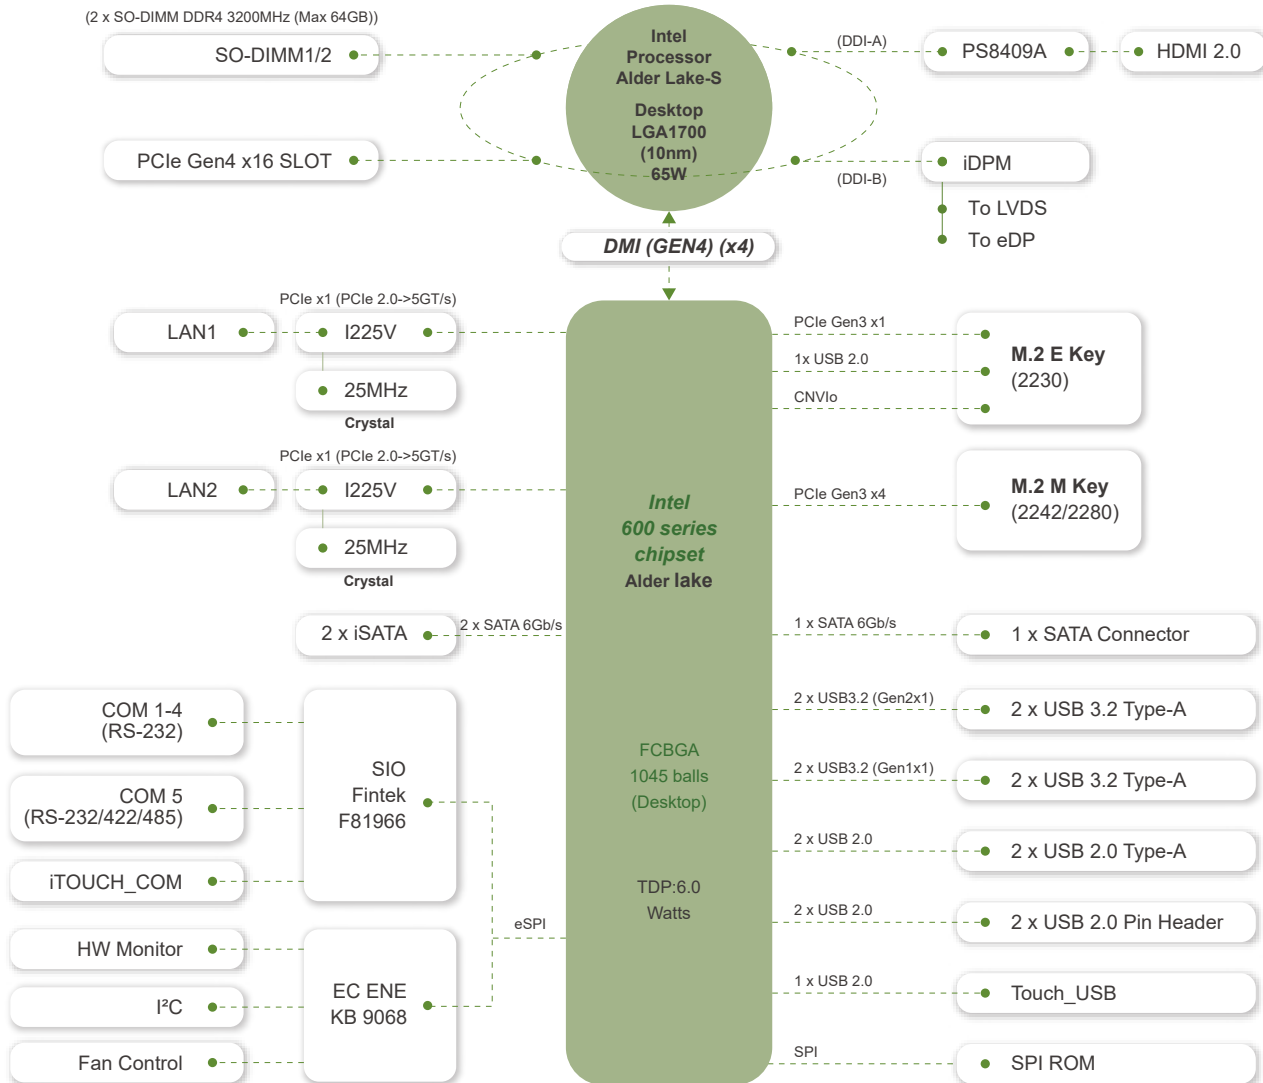 (2 x SO-DIMM DDR4 3200MHz (Max 64GB))
SO-DIMM1/2
PCIe Gen4 x16 SLOT
Intel
Processor
Alder Lake-S
Desktop
LGA1700
(10nm)
65W
(DDI-A)
PS8409A
HDMI 2.0
(DDI-B)
iDPM
To LVDS
To eDP
DMI (GEN4) (x4)
PCIe x1 (PCIe 2.0->5GT/s)
LAN1
I225V
25MHz
Crystal
PCIe x1 (PCIe 2.0->5GT/s)
LAN2
I225V
25MHz
Crystal
2 x iSATA
2 x SATA 6Gb/s
COM 1-4
(RS-232)
COM 5
(RS-232/422/485)
iTOUCH_COM
SIO
Fintek
F81966
HW Monitor
I²C
Fan Control
EC ENE
KB 9068
eSPI
Intel
600 series
chipset
Alder lake
FCBGA
1045 balls
(Desktop)
TDP:6.0
Watts
PCIe Gen3 x1
1x USB 2.0
CNVIo
M.2 E Key
(2230)
PCIe Gen3 x4
M.2 M Key
(2242/2280)
1 x SATA 6Gb/s
1 x SATA Connector
2 x USB3.2 (Gen2x1)
2 x USB 3.2 Type-A
2 x USB3.2 (Gen1x1)
2 x USB 3.2 Type-A
2 x USB 2.0
2 x USB 2.0 Type-A
2 x USB 2.0
2 x USB 2.0 Pin Header
1 x USB 2.0
Touch_USB
SPI
SPI ROM